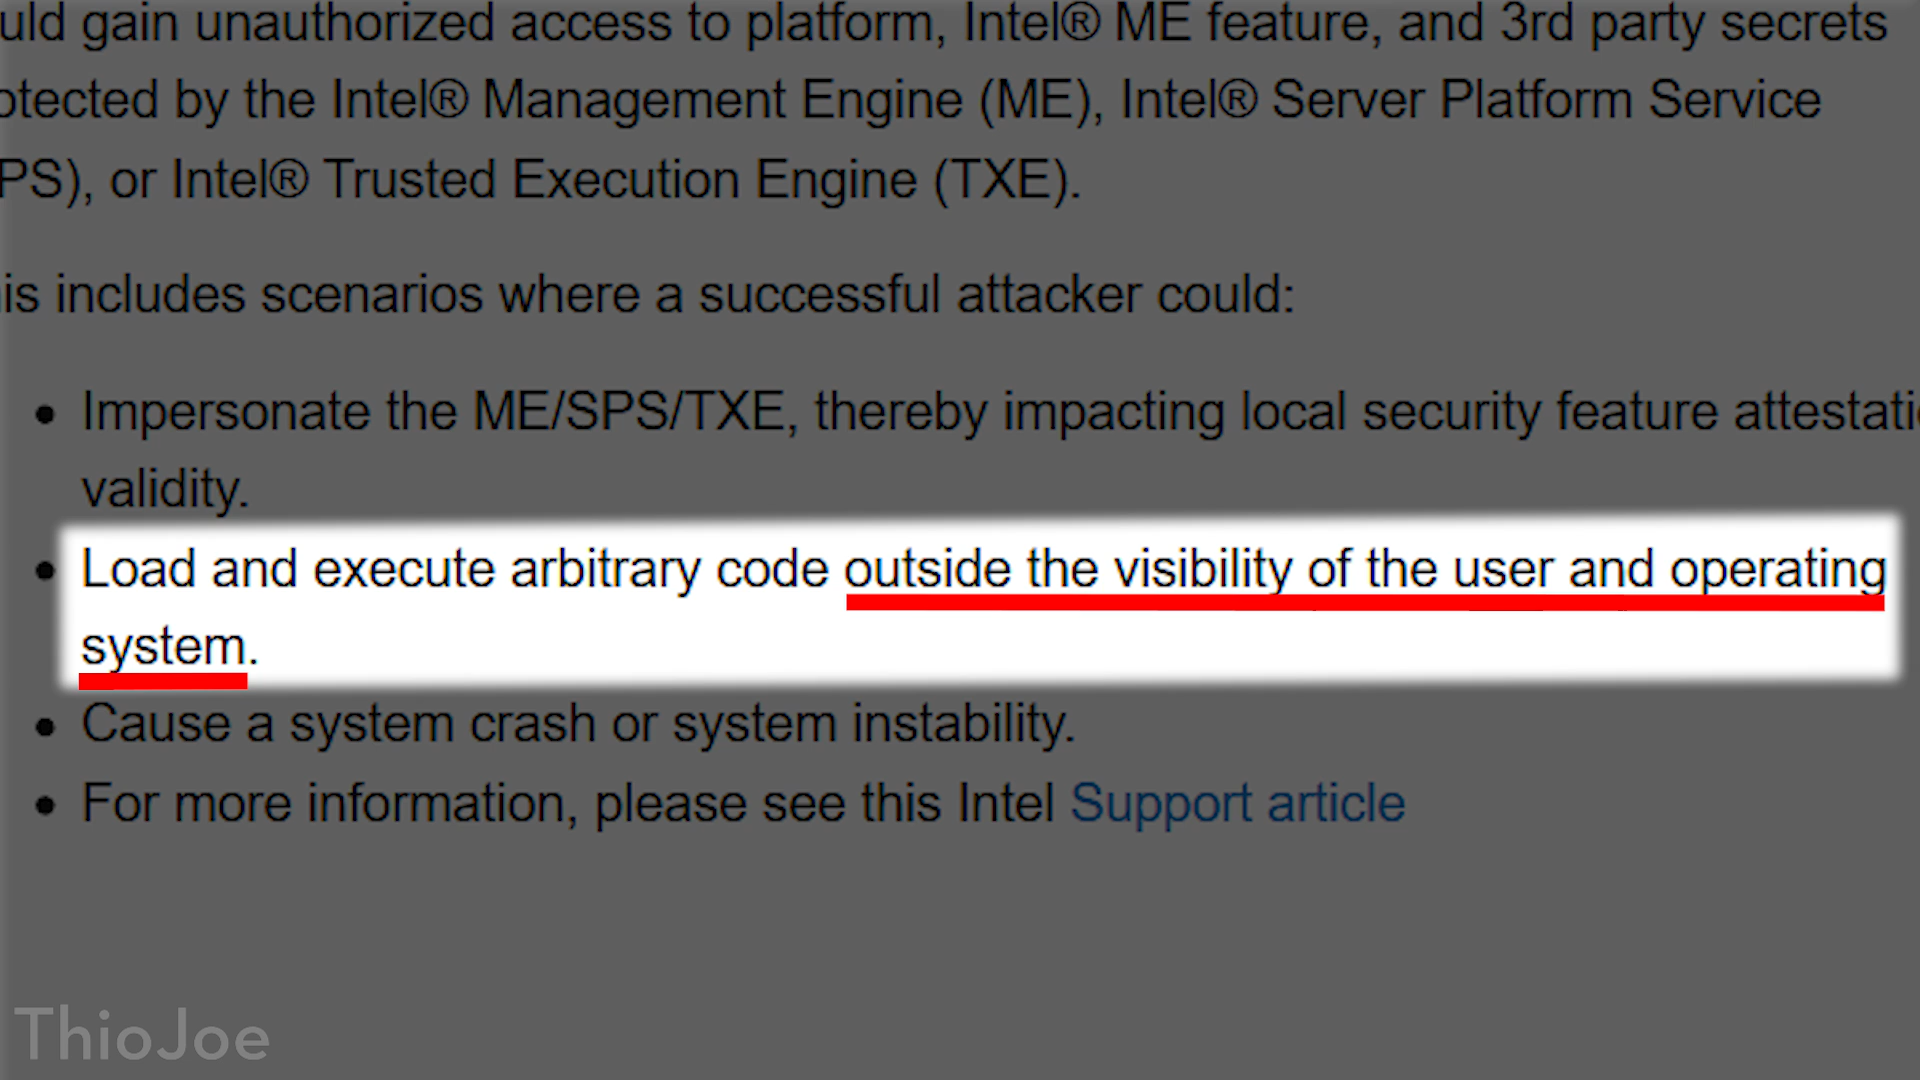 uld gain unauthorized access to platform, Intel® ME feature, and 3rd party secrets
otected by the Intel® Management Engine (ME), Intel® Server Platform Service
PS), or Intel® Trusted Execution Engine (TXE).
is includes scenarios where a successful attacker could:
• Impersonate the ME/SPS/TXE, thereby impacting local security feature attestati
validity.
• Load and execute arbitrary code outside the visibility of the user and operating
system.
• Cause a system crash or system instability.
• For more information, please see this Intel Support article
ThioJoe